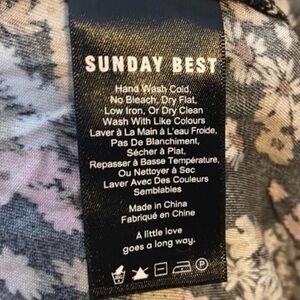 SUNDAY BEST
Hand Wash Cold,
No Bleach, Dry Flat,
Low Iron, Or Dry Clean
Wash With Like Colours
Laver à La Main à L'eau Froide,
Pas De Blanchiment,
Sécher à Plat,
Repasser à Basse Température,
Ou Nettoyer à Sec
Laver Avec Des Couleurs
Semblables
Made in China
Fabriqué en Chine
A little love
goes a long way.
P